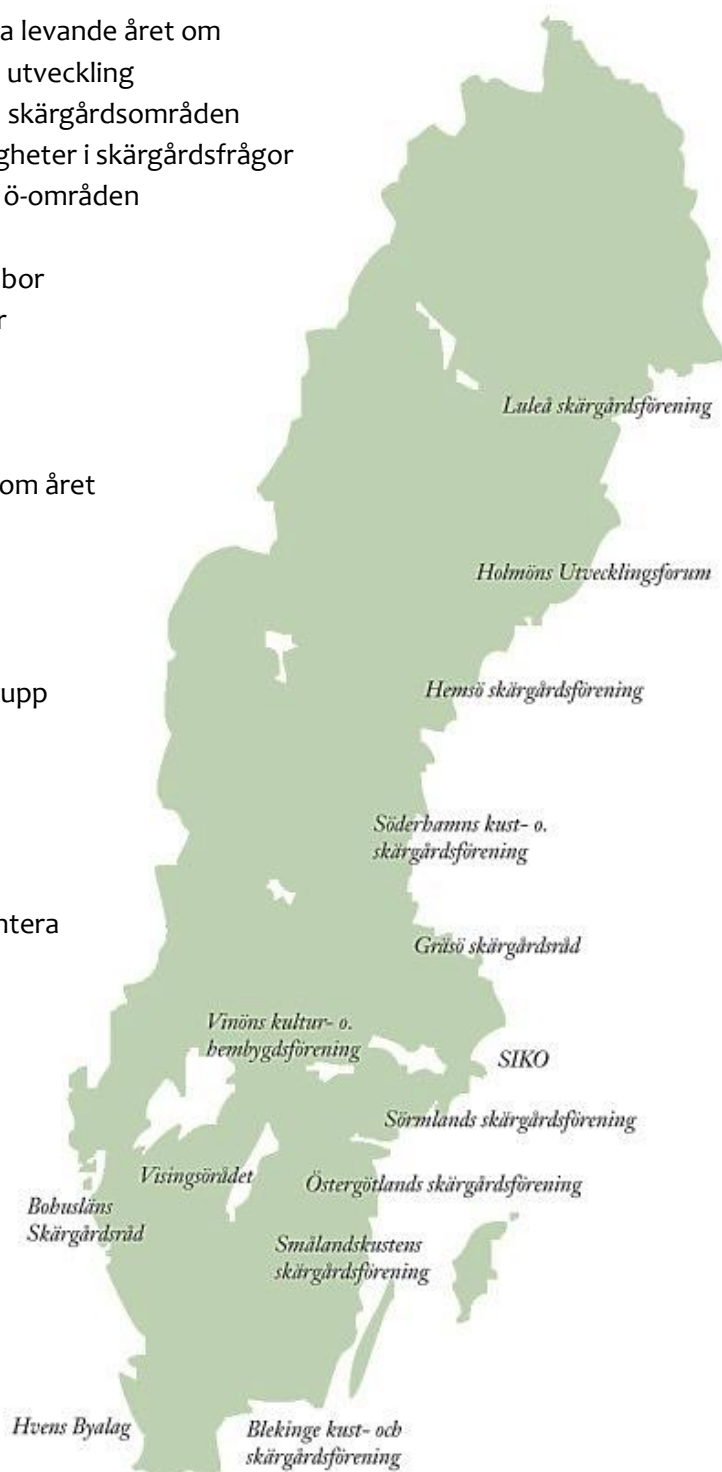 a levande året om
utveckling
skärgårdsområden
gheter i skärgårdsfrågor
ö-områden
bor
r
om året
upp
ntera
Luleå skärgårdsförening
Holmöns Utvecklingsforum
Hemsö skärgårdsförening
Söderhamns kust- o.
skärgårdsförening
Gräsö skärgårdsråd
Vinöns kultur- o.
hembygdsförening
SIKO
Sörmlands skärgårdsförening
Visingsörådet
Östergötlands skärgårdsförening
Bohusläns
Skärgårdsråd
Smålandskustens
skärgårdsförening
Hvens Byalag
Blekinge kust- och
skärgårdsförening